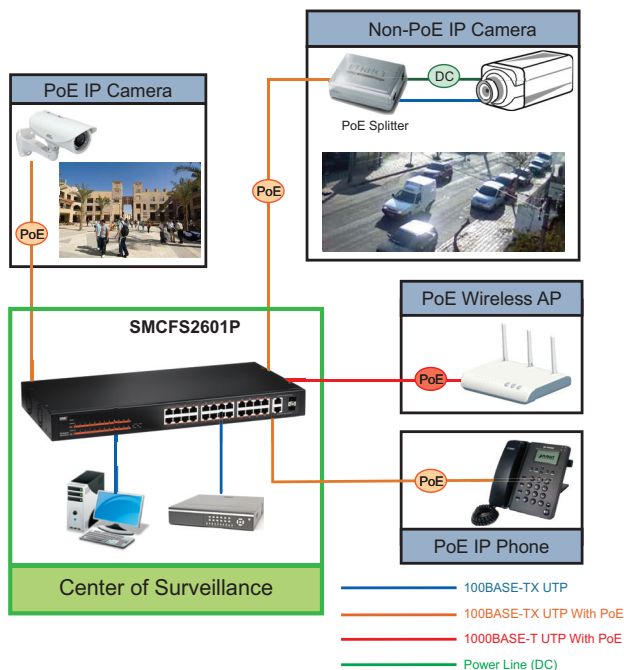 Non-PoE IP Camera
DC
PoE Splitter
PoE IP Camera
PoE
PoE
SMCFS2601P
PoE Wireless AP
PoE
PoE
PoE IP Phone
Center of Surveillance
100BASE-TX UTP
100BASE-TX UTP With PoE
1000BASE-T UTP With PoE
Power Line (DC)